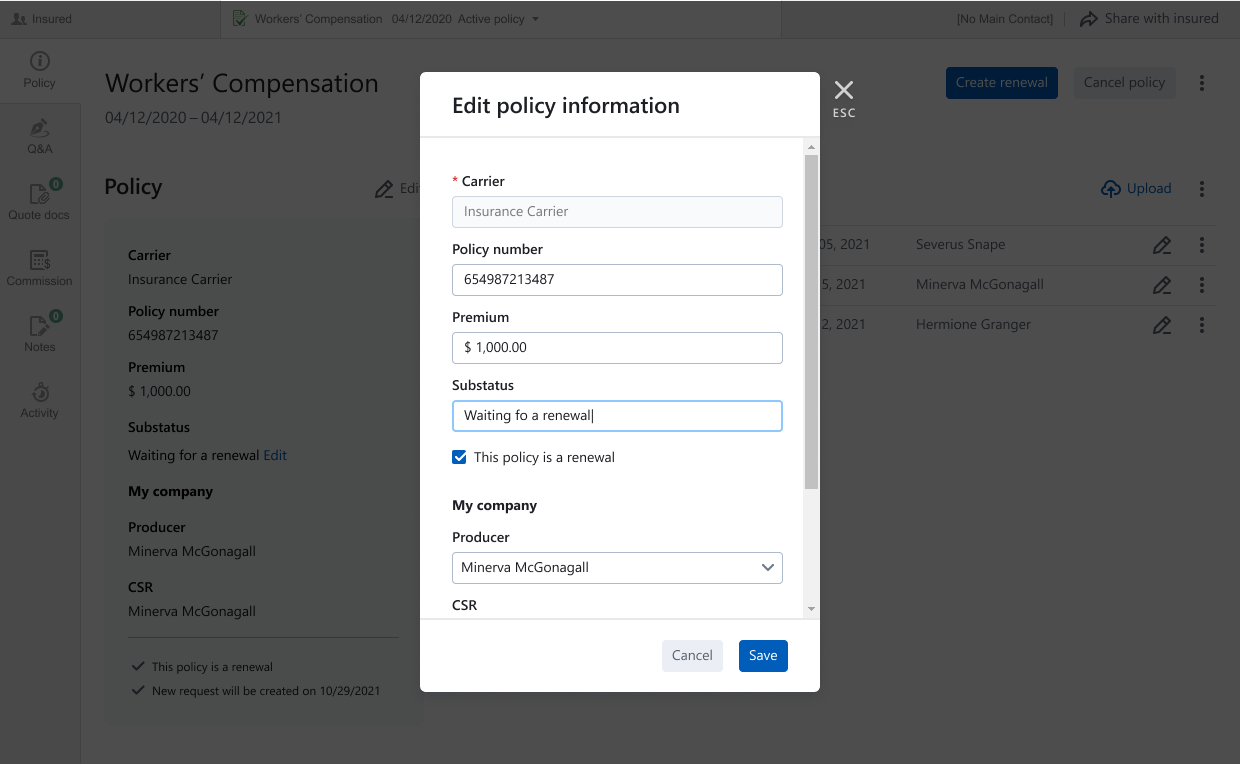 Insured
Workers’ Compensation 04/12/2020 Active policy
[No Main Contact]
Share with insured
Policy
Q&A
0
Quote docs
Commission
0
Notes
Activity
Workers’ Compensation
04/12/2020 – 04/12/2021
Create renewal
Cancel policy
Policy
Edi
Upload
Carrier
Insurance Carrier
Policy number
654987213487
Premium
$ 1,000.00
Substatus
Waiting for a renewal Edit
My company
Producer
Minerva McGonagall
CSR
Minerva McGonagall
This policy is a renewal
New request will be created on 10/29/2021
05, 2021 Severus Snape
5, 2021 Minerva McGonagall
2, 2021 Hermione Granger
Edit policy information
ESC
* Carrier
Insurance Carrier
Policy number
654987213487
Premium
$ 1,000.00
Substatus
Waiting fo a renewal
This policy is a renewal
My company
Producer
Minerva McGonagall
CSR
Cancel
Save